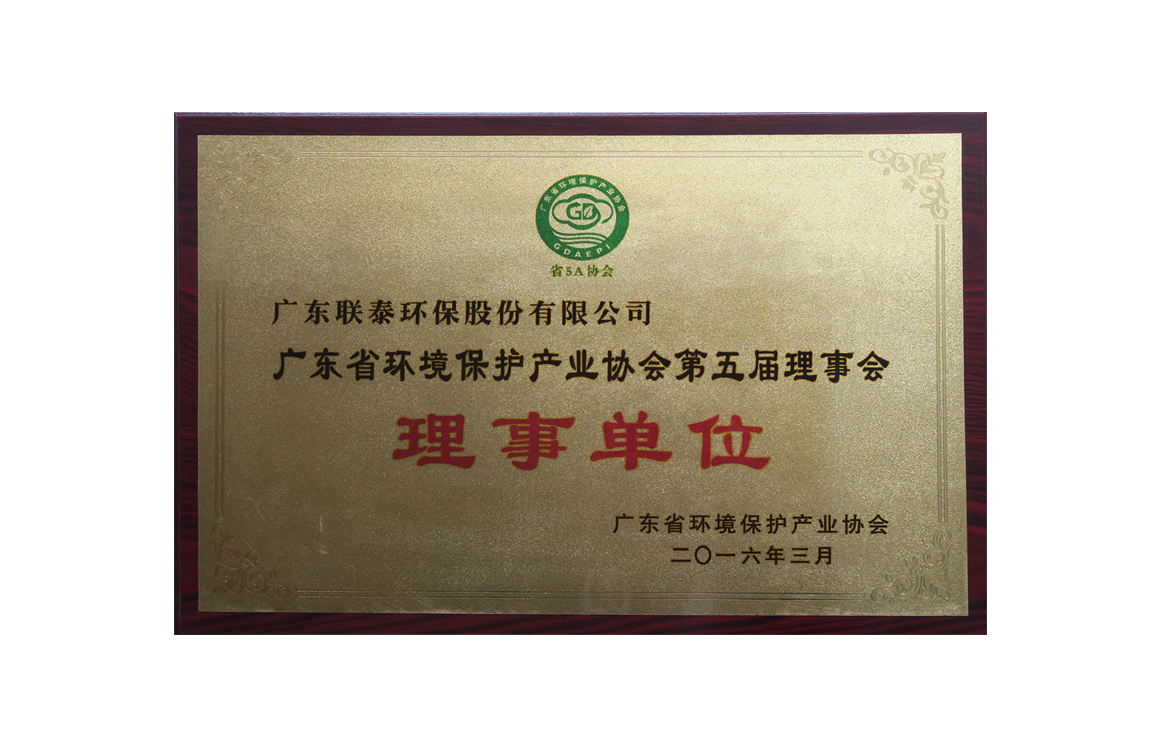 广东省环境保护产业协会
GD
GDAEPI
省5A协会
广东联泰环保股份有限公司
广东省环境保护产业协会第五届理事会
理事单位
广东省环境保护产业协会
二〇一六年三月